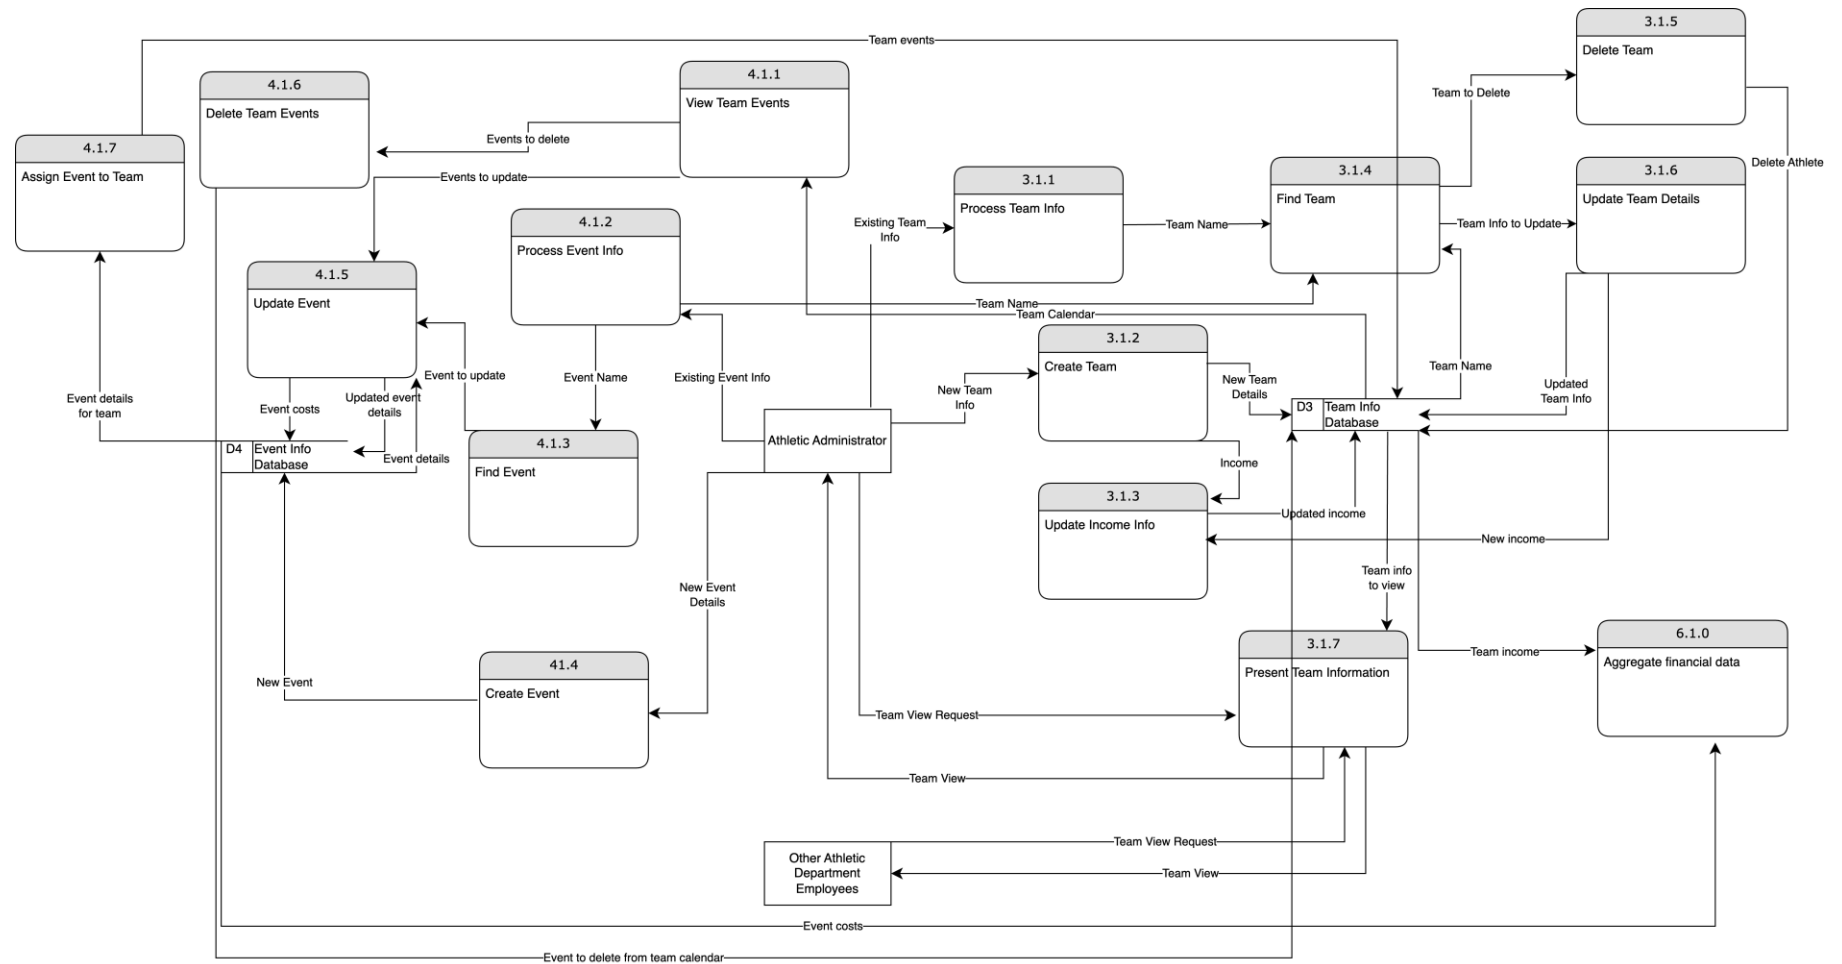 3.1.5
Delete Team
Team events
4.1.1
View Team Events
4.1.6
Delete Team Events
Team to Delete
4.1.7
Assign Event to Team
Events to delete
Delete Athlete
3.1.4
Find Team
3.1.6
Update Team Details
3.1.1
Process Team Info
Events to update
4.1.2
Process Event Info
Existing Team
Info
Team Name
Team Info to Update
4.1.5
Update Event
Team Name
Team Calendar
3.1.2
Create Team
Event to update
Event Name
Existing Event Info
New Team
Info
New Team
Details
Team Name
Updated
Team Info
Event details
for team
Event costs
Updated event
details
D3
Team Info
Database
4.1.3
Find Event
Athletic Administrator
D4
Event Info
Database
Event details
Income
3.1.3
Update Income Info
Updated income
New income
Team info
to view
New Event
Details
3.1.7
Present Team Information
6.1.0
Aggregate financial data
Team income
41.4
Create Event
New Event
Team View Request
Team View
Team View Request
Other Athletic
Department
Employees
Team View
Event costs
Event to delete from team calendar